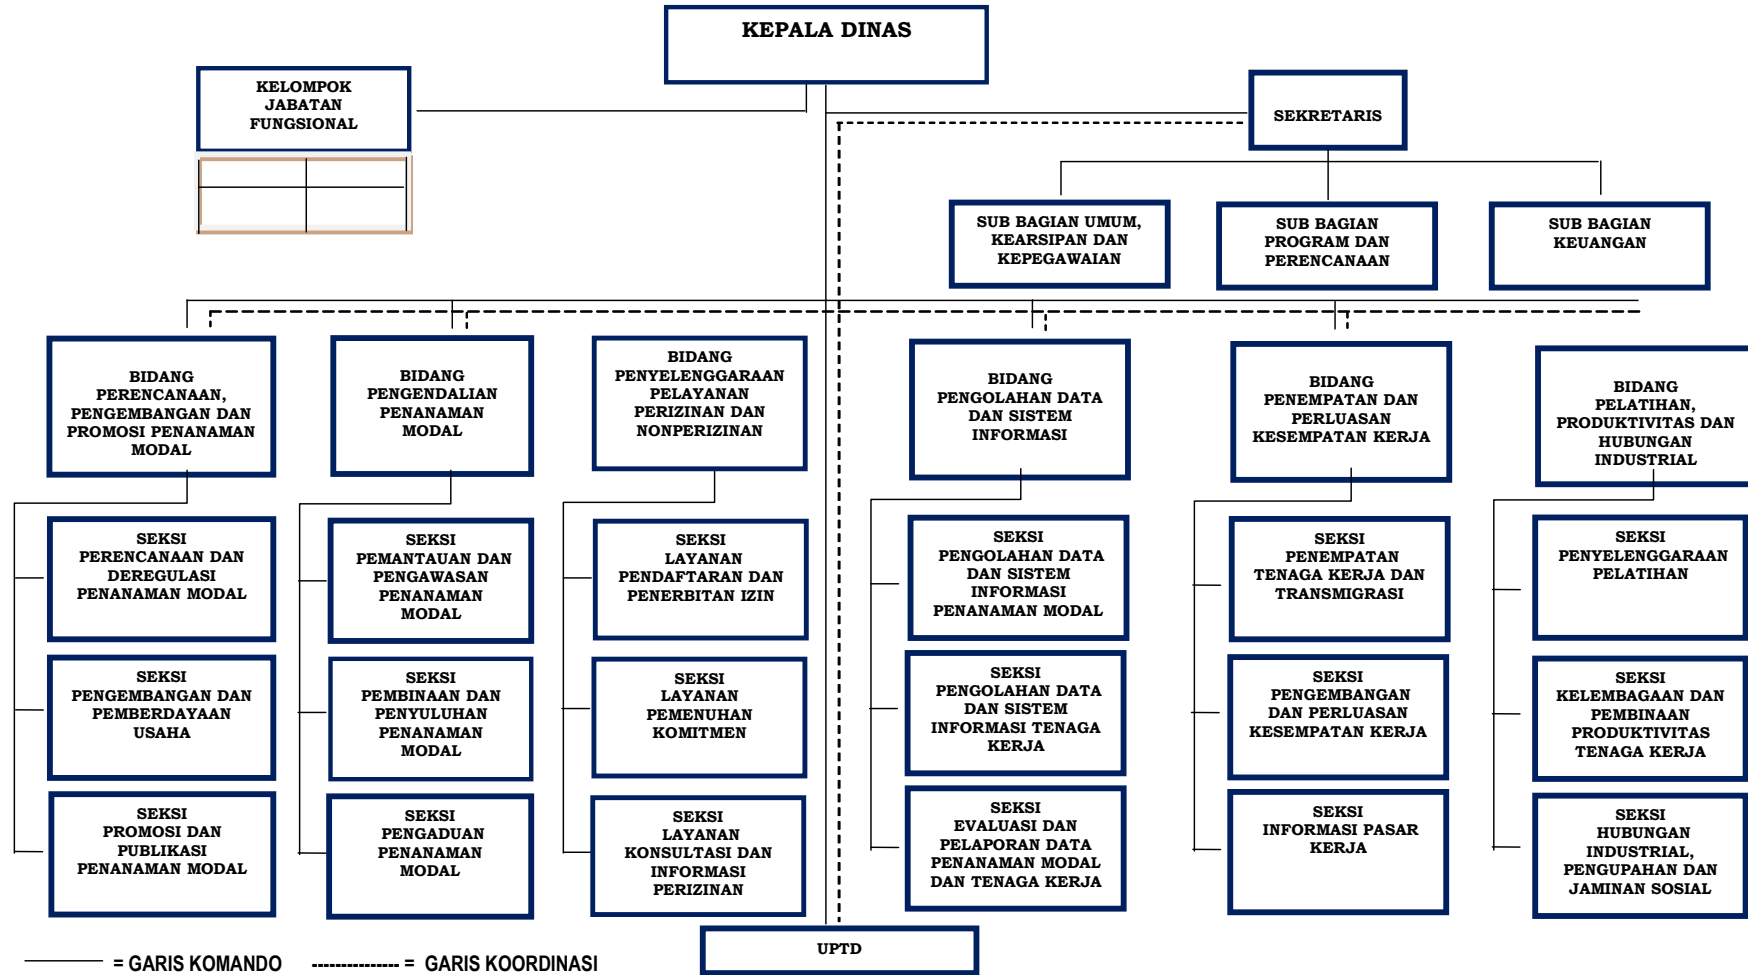 KEPALA DINAS
KELOMPOK
JABATAN
FUNGSIONAL
SEKRETARIS
SUB BAGIAN UMUM,
KEARSIPAN DAN
KEPEGAWAIAN
SUB BAGIAN
PROGRAM DAN
PERENCANAAN
SUB BAGIAN
KEUANGAN
BIDANG
PERENCANAAN,
PENGEMBANGAN DAN
PROMOSI PENANAMAN
MODAL
BIDANG
PENGENDALIAN
PENANAMAN
MODAL
BIDANG
PENYELENGGARAAN
PELAYANAN
PERIZINAN DAN
NONPERIZINAN
BIDANG
PENGOLAHAN DATA
DAN SISTEM
INFORMASI
BIDANG
PENEMPATAN DAN
PERLUASAN
KESEMPATAN KERJA
BIDANG
PELATIHAN,
PRODUKTIVITAS DAN
HUBUNGAN
INDUSTRIAL
SEKSI
PERENCANAAN DAN
DEREGULASI
PENANAMAN MODAL
SEKSI
PEMANTAUAN DAN
PENGAWASAN
PENANAMAN
MODAL
SEKSI
LAYANAN
PENDAFTARAN DAN
PENERBITAN IZIN
SEKSI
PENGOLAHAN DATA
DAN SISTEM
INFORMASI
PENANAMAN MODAL
SEKSI
PENEMPATAN
TENAGA KERJA DAN
TRANSMIGRASI
SEKSI
PENYELENGGARAAN
PELATIHAN
SEKSI
PENGEMBANGAN DAN
PEMBERDAYAAN
USAHA
SEKSI
PEMBINAAN DAN
PENYULUHAN
PENANAMAN
MODAL
SEKSI
LAYANAN
PEMENUHAN
KOMITMEN
SEKSI
PENGOLAHAN DATA
DAN SISTEM
INFORMASI TENAGA
KERJA
SEKSI
PENGEMBANGAN
DAN PERLUASAN
KESEMPATAN KERJA
SEKSI
KELEMBAGAAN DAN
PEMBINAAN
PRODUKTIVITAS
TENAGA KERJA
SEKSI
PROMOSI DAN
PUBLIKASI
PENANAMAN MODAL
SEKSI
PENGADUAN
PENANAMAN
MODAL
SEKSI
LAYANAN
KONSULTASI DAN
INFORMASI
PERIZINAN
SEKSI
EVALUASI DAN
PELAPORAN DATA
PENANAMAN MODAL
DAN TENAGA KERJA
SEKSI
INFORMASI PASAR
KERJA
SEKSI
HUBUNGAN
INDUSTRIAL,
PENGUPAHAN DAN
JAMINAN SOSIAL
UPTD
= GARIS KOMANDO
= GARIS KOORDINASI